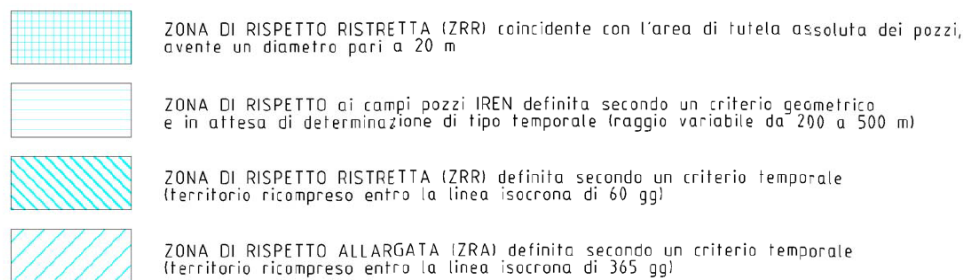 ZONA DI RISPETTO RISTRETTA (ZRR) coincidente con l'area di tutela assoluta dei pozzi,
avente un diametro pari a 20 m
ZONA DI RISPETTO ai campi pozzi IREN definita secondo un criterio geometrico
e in attesa di determinazione di tipo temporale (raggio variabile da 200 a 500 m)
ZONA DI RISPETTO RISTRETTA (ZRR) definita secondo un criterio temporale
(territorio ricompreso entro la linea isocrona di 60 gg)
ZONA DI RISPETTO ALLARGATA (ZRA) definita secondo un criterio temporale
(territorio ricompreso entro la linea isocrona di 365 gg)